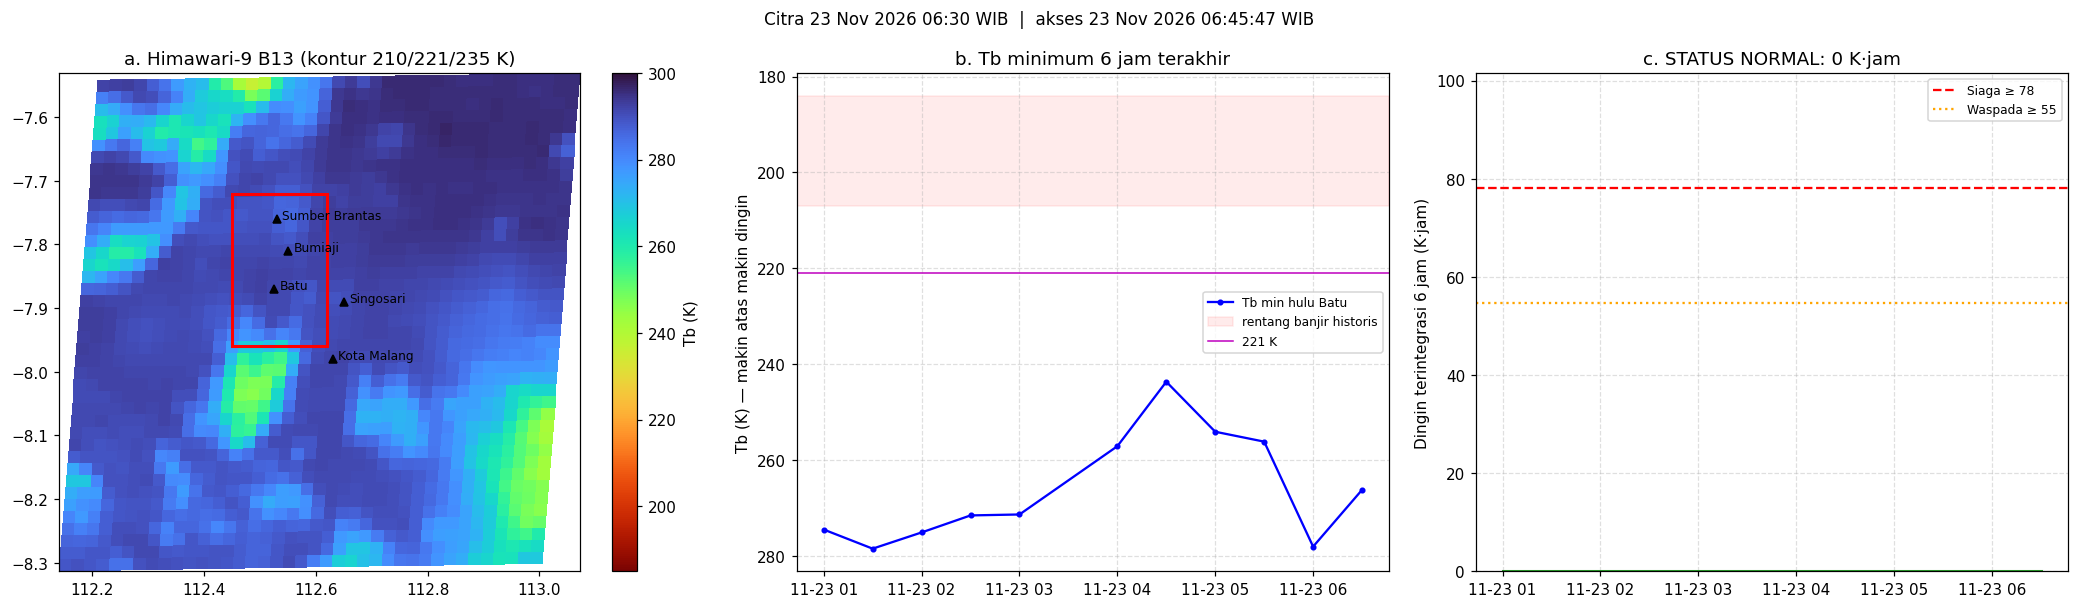 Citra 23 Nov 2026 06:30 WIB | akses 23 Nov 2026 06:45:47 WIB
a. Himawari-9 B13 (kontur 210/221/235 K)
−7.6
−7.7
−7.8
−7.9
−8.0
−8.1
−8.2
−8.3
112.2
112.4
112.6
112.8
113.0
Sumber Brantas
Bumiaji
Batu
Singosari
Kota Malang
300
280
260
240
220
200
Tb (K)
b. Tb minimum 6 jam terakhir
Tb (K) — makin atas makin dingin
180
200
220
240
260
280
Tb min hulu Batu
rentang banjir historis
221 K
11-23 01
11-23 02
11-23 03
11-23 04
11-23 05
11-23 06
c. STATUS NORMAL: 0 K·jam
Dingin terintegrasi 6 jam (K·jam)
100
80
60
40
20
0
Siaga ≥ 78
Waspada ≥ 55
11-23 01
11-23 02
11-23 03
11-23 04
11-23 05
11-23 06